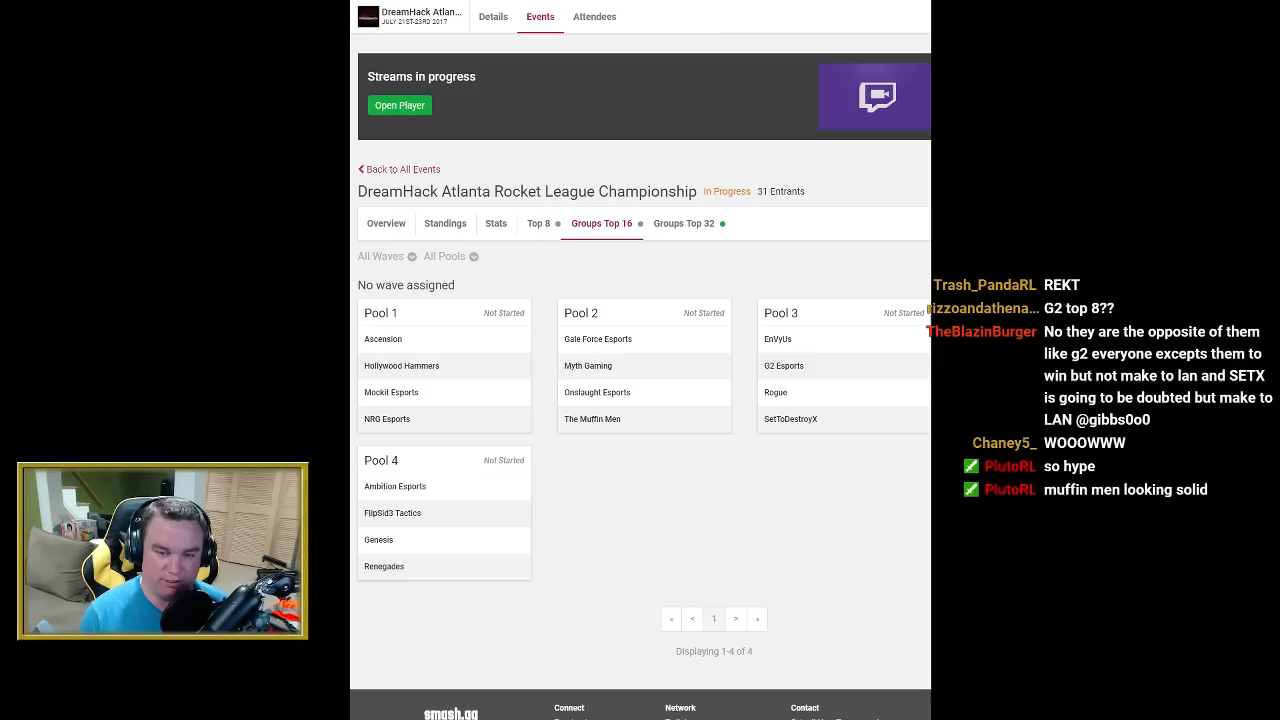 DreamHack Atlan...
JULY 21ST-23RD 2017
Details
Events
Attendees
Streams in progress
Open Player
Back to All Events
DreamHack Atlanta Rocket League Championship In Progress 31 Entrants
Overview
Standings
Stats
Top 8
Groups Top 16
Groups Top 32
All Waves
All Pools
No wave assigned
Pool 1 Not Started
Ascension
Hollywood Hammers
Mockit Esports
NRG Esports
Pool 2 Not Started
Gale Force Esports
Myth Gaming
Onslaught Esports
The Muffin Men
Pool 3 Not Started
EnVyUs
G2 Esports
Rogue
SetToDestroyX
Pool 4 Not Started
Ambition Esports
FlipSid3 Tactics
Genesis
Renegades
« < 1 > »
Displaying 1-4 of 4
smash.gg
Connect
Network
Contact
Trash_PandaRL REKT
rizzoandathena... G2 top 8??
TheBlazinBurger No they are the opposite of them
like g2 everyone excepts them to
win but not make to lan and SETX
is going to be doubted but make to
LAN @gibbs0o0
Chaney5_ WOOOWWW
PlutoRL so hype
PlutoRL muffin men looking solid